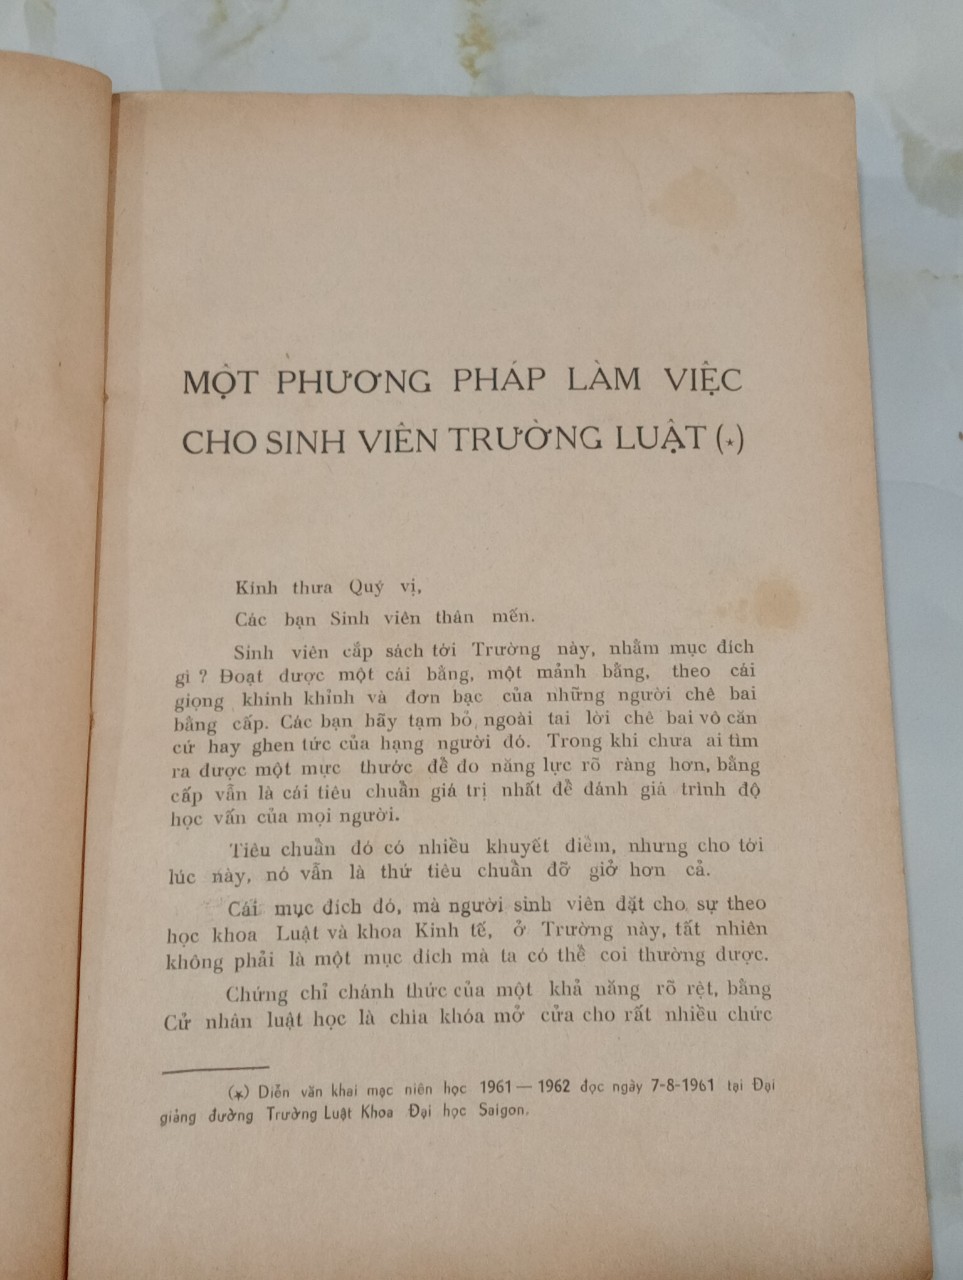 MỘT PHƯƠNG PHÁP LÀM VIỆC
CHO SINH VIÊN TRƯỜNG LUẬT (*)
Kính thưa Quý vị,
Các bạn Sinh viên thân mến.
Sinh viên cắp sách tới Trường này, nhằm mục đích
gì ? Đoạt được một cái bằng, một mảnh bằng, theo cái
giọng khinh khỉnh và đơn bạc của những người chê bai
bằng cấp. Các bạn hãy tạm bỏ ngoài tai lời chê bai vô căn
cứ hay ghen tức của hạng người đó. Trong khi chưa ai tìm
ra được một mực thước để đo năng lực rõ ràng hơn, bằng
cấp vẫn là cái tiêu chuẩn giá trị nhất để đánh giá trình độ
học vấn của mọi người.
Tiêu chuẩn đó có nhiều khuyết điểm, nhưng cho tới
lúc này, nó vẫn là thứ tiêu chuẩn đỡ giở hơn cả.
Cái mục đích đó, mà người sinh viên đặt cho sự theo
học khoa Luật và khoa Kinh tế, ở Trường này, tất nhiên
không phải là một mục đích mà ta có thể coi thường được.
Chứng chỉ chánh thức của một khả năng rõ rệt, bằng
Cử nhân luật học là chìa khóa mở cửa cho rất nhiều chức
(*) Diễn văn khai mạc niên học 1961 — 1962 đọc ngày 7-8-1961 tại Đại
giảng đường Trường Luật Khoa Đại học Saigon.